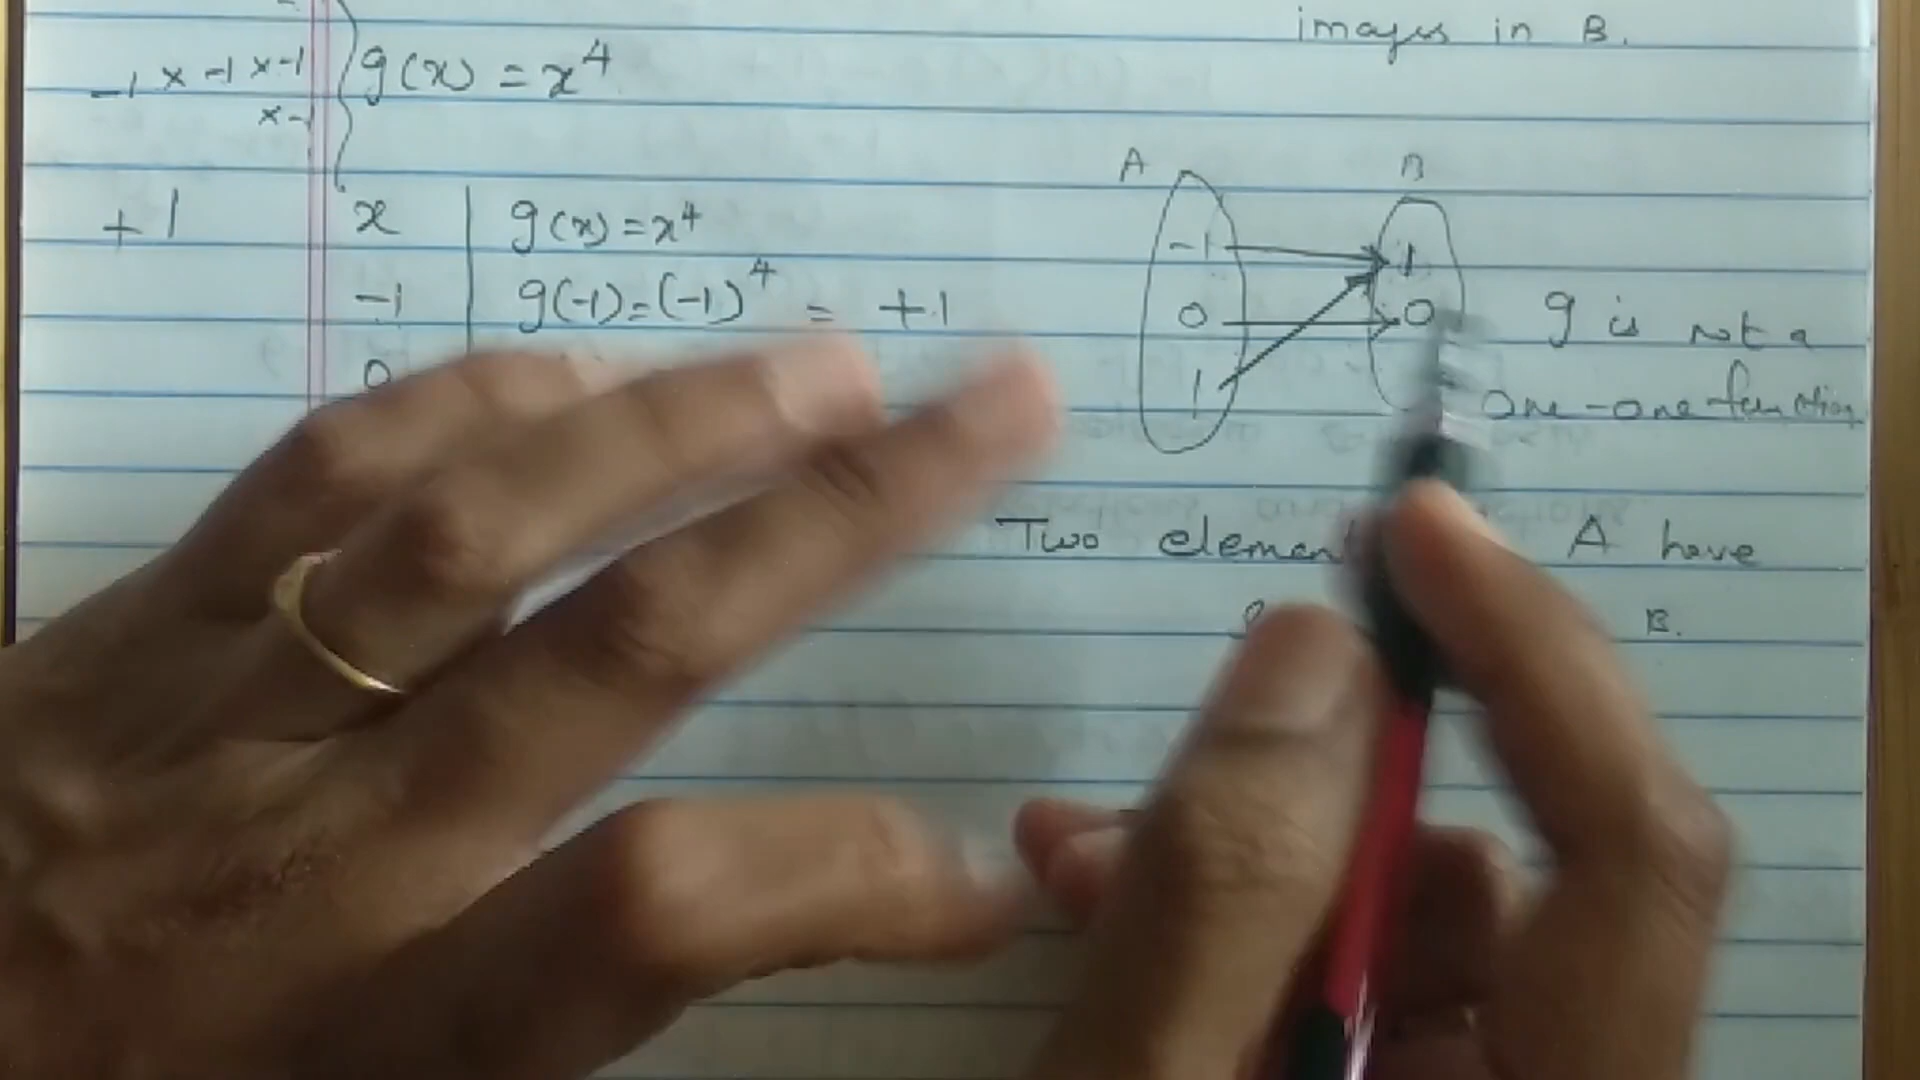 images in B.
-1 x -1 x -1
x -1
g(x) = x⁴
A
B
+1
x
g(x) = x⁴
-1
1
-1
g(-1) = (-1)⁴ = +1
0
0
g is not a
0
1
one-one function
Two element
A have
B.